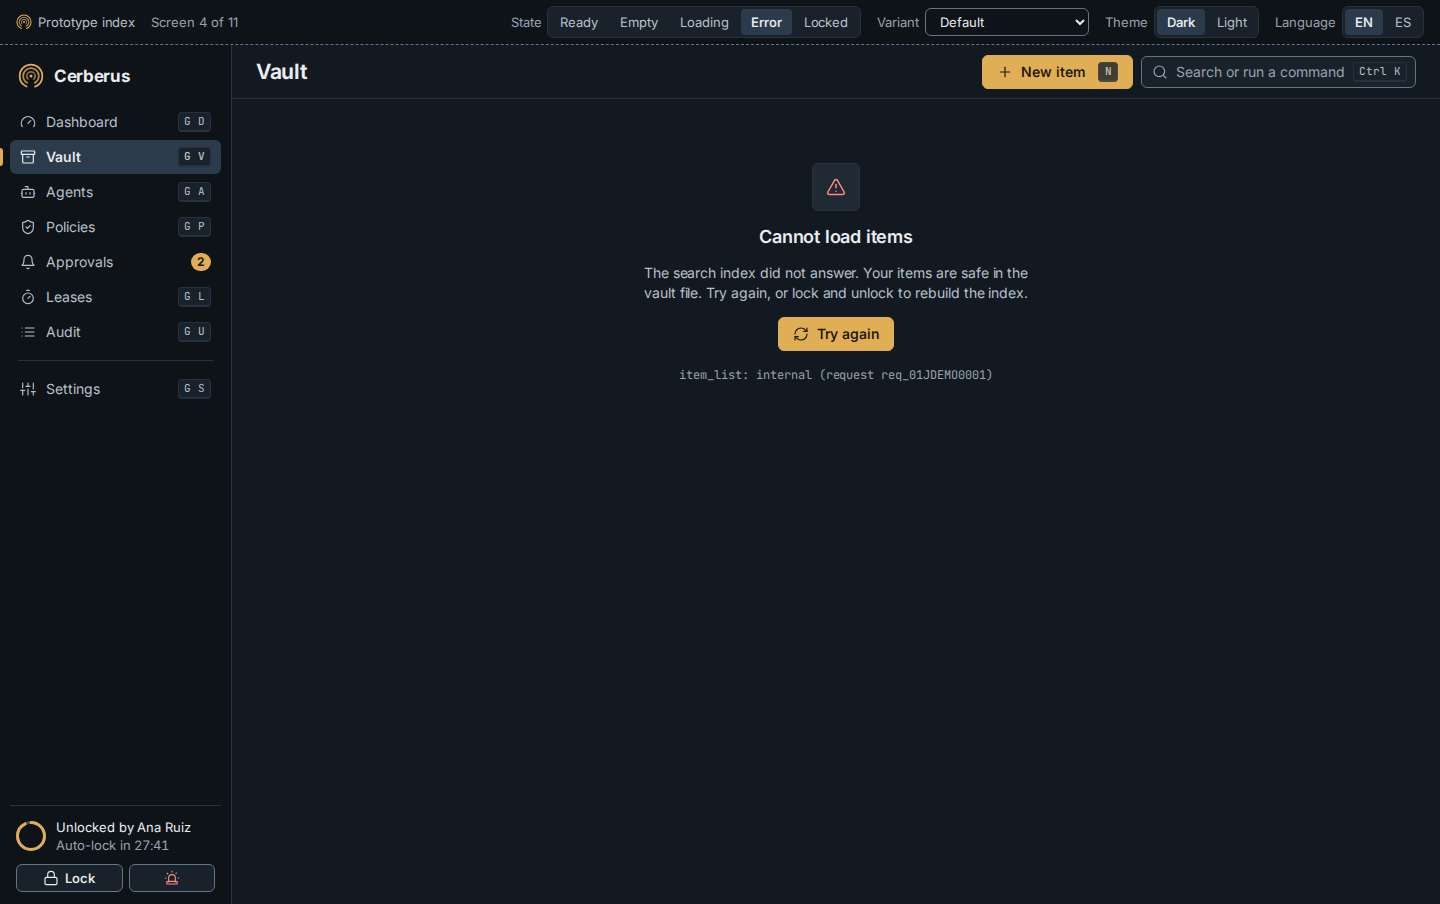 Prototype index Screen 4 of 11 State Ready Empty Loading Error Locked Variant Default Theme Dark Light Language EN ES
Cerberus
Vault
New item N
Search or run a command Ctrl K
Dashboard G D
Vault G V
Agents G A
Policies G P
Approvals 2
Leases G L
Audit G U
Settings G S
Cannot load items
The search index did not answer. Your items are safe in the
vault file. Try again, or lock and unlock to rebuild the index.
Try again
item_list: internal (request req_01JDEMO0001)
Unlocked by Ana Ruiz
Auto-lock in 27:41
Lock